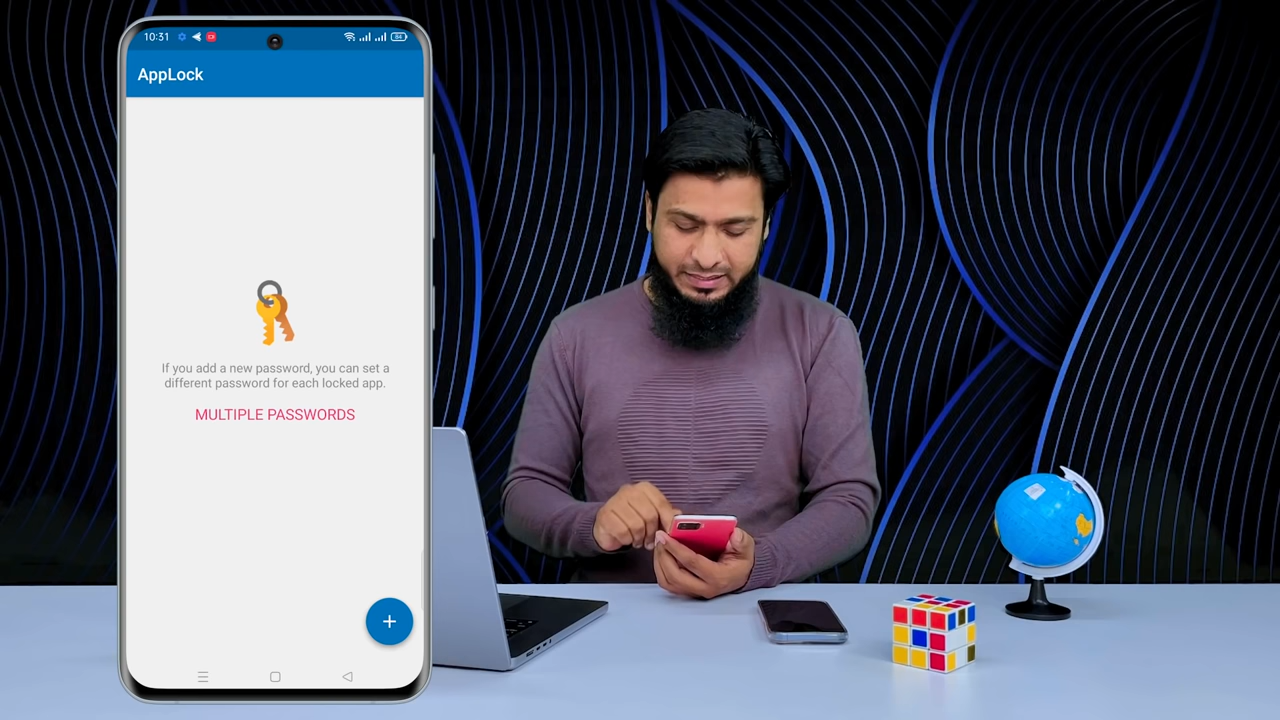 10:31
84
AppLock
If you add a new password, you can set a
different password for each locked app.
MULTIPLE PASSWORDS
+